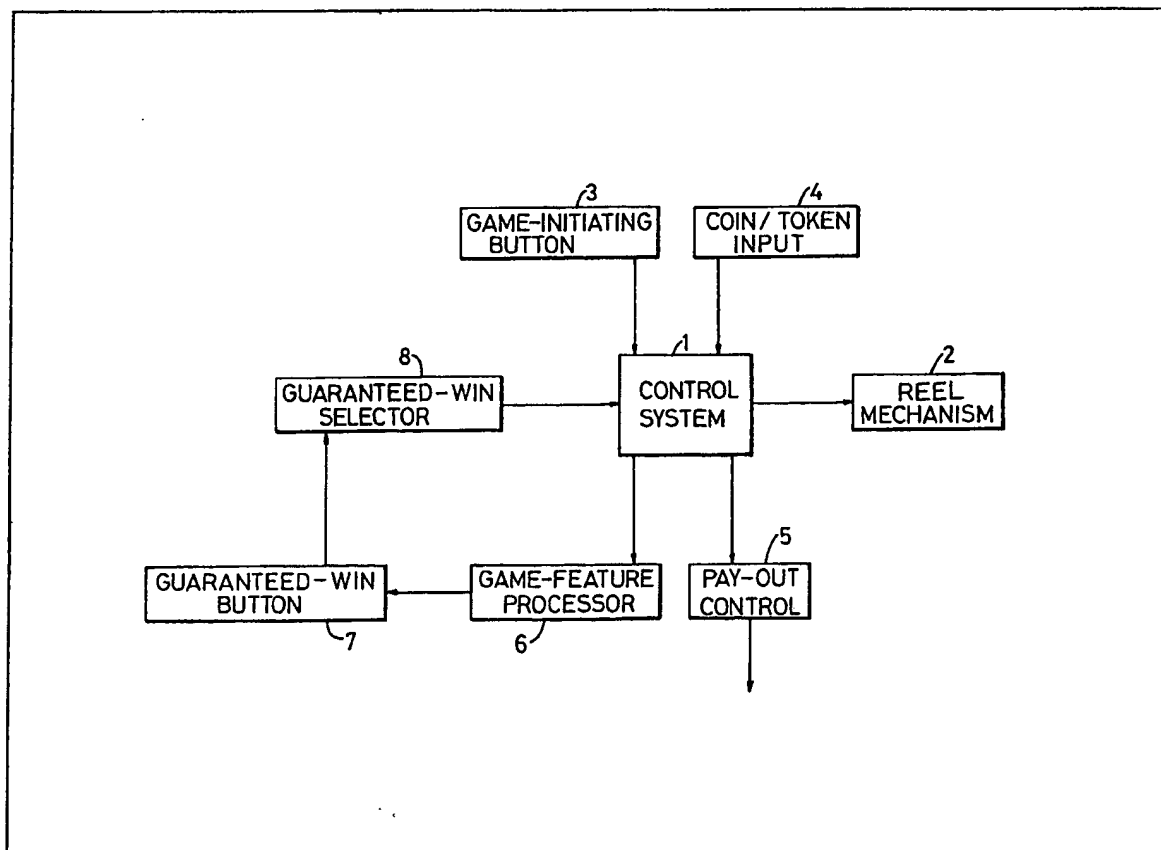 3
GAME-INITIATING
BUTTON
4
COIN/TOKEN
INPUT
1
CONTROL
SYSTEM
2
REEL
MECHANISM
8
GUARANTEED-WIN
SELECTOR
GUARANTEED-WIN
BUTTON
7
GAME-FEATURE
PROCESSOR
6
5
PAY-OUT
CONTROL